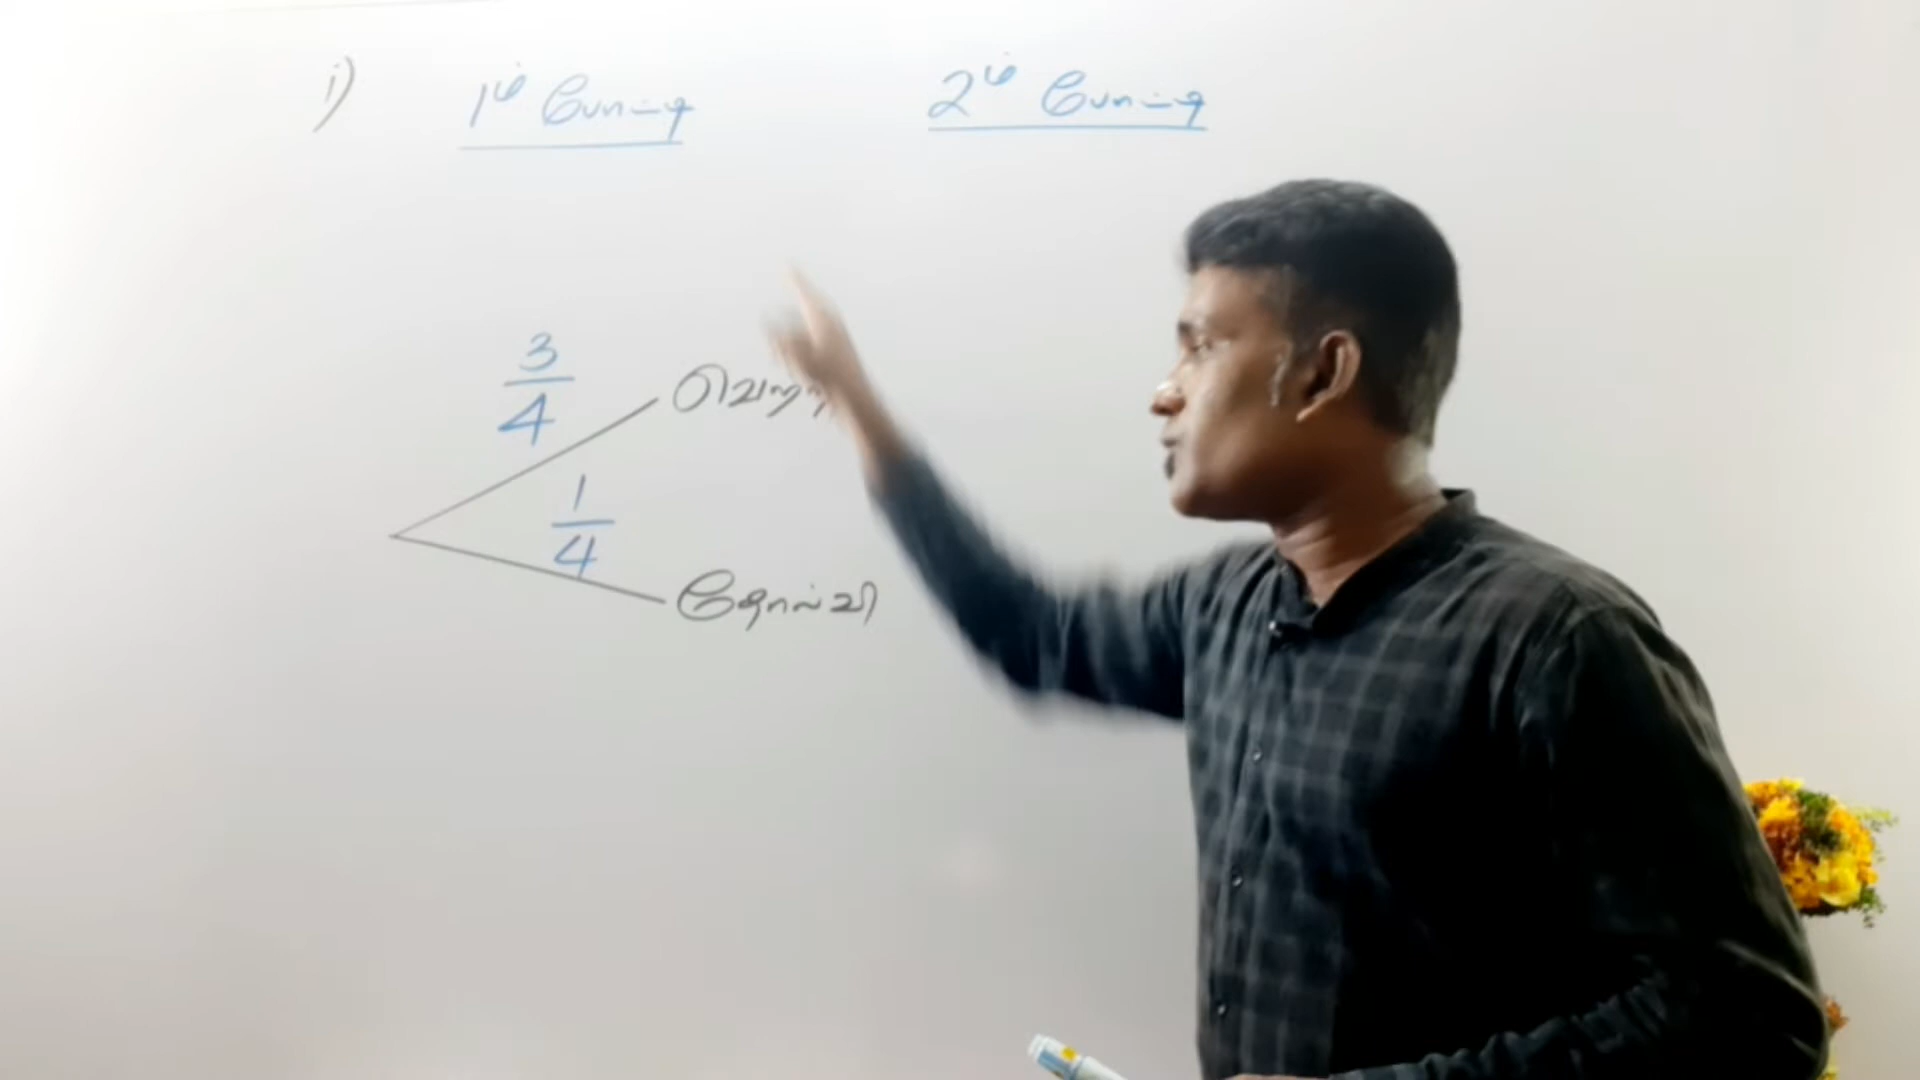 i) 1ம் போட்டி 2ம் போட்டி
3/4
வெற்றி
1/4
தோல்வி